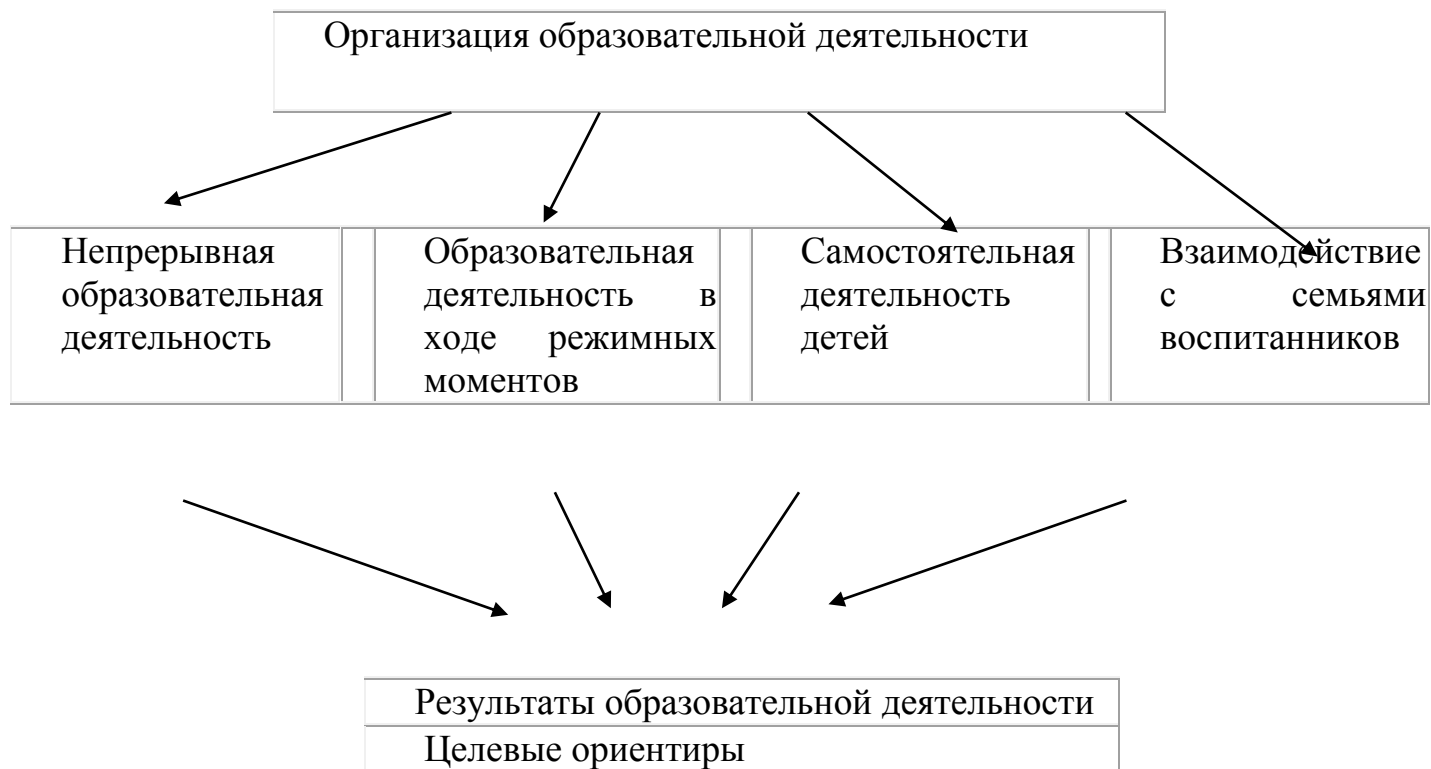 Организация образовательной деятельности
Непрерывная
образовательная
деятельность
Образовательная
деятельность в
ходе режимных
моментов
Самостоятельная
деятельность
детей
Взаимодействие
с семьями
воспитанников
Результаты образовательной деятельности
Целевые ориентиры